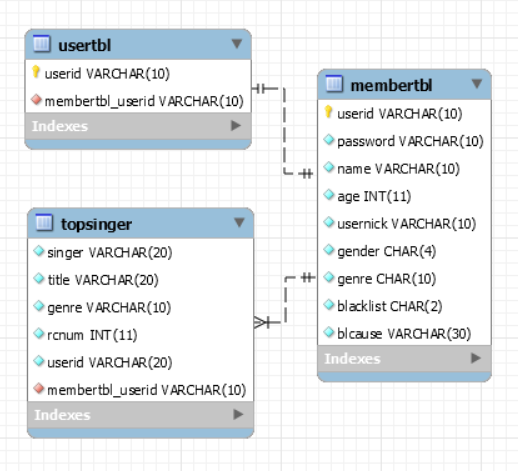 usertbl
userid VARCHAR(10)
membertbl_userid VARCHAR(10)
Indexes
membertbl
userid VARCHAR(10)
password VARCHAR(10)
name VARCHAR(10)
age INT(11)
usernick VARCHAR(10)
gender CHAR(4)
genre CHAR(10)
blacklist CHAR(2)
blcause VARCHAR(30)
Indexes
topsinger
singer VARCHAR(20)
title VARCHAR(20)
genre VARCHAR(10)
rcnum INT(11)
userid VARCHAR(20)
membertbl_userid VARCHAR(10)
Indexes